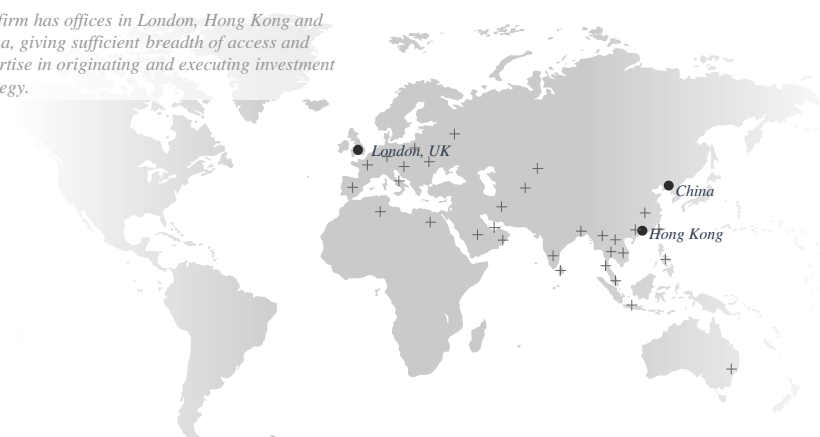 firm has offices in London, Hong Kong and
a, giving sufficient breadth of access and
rtise in originating and executing investment
egy.
London, UK
China
Hong Kong